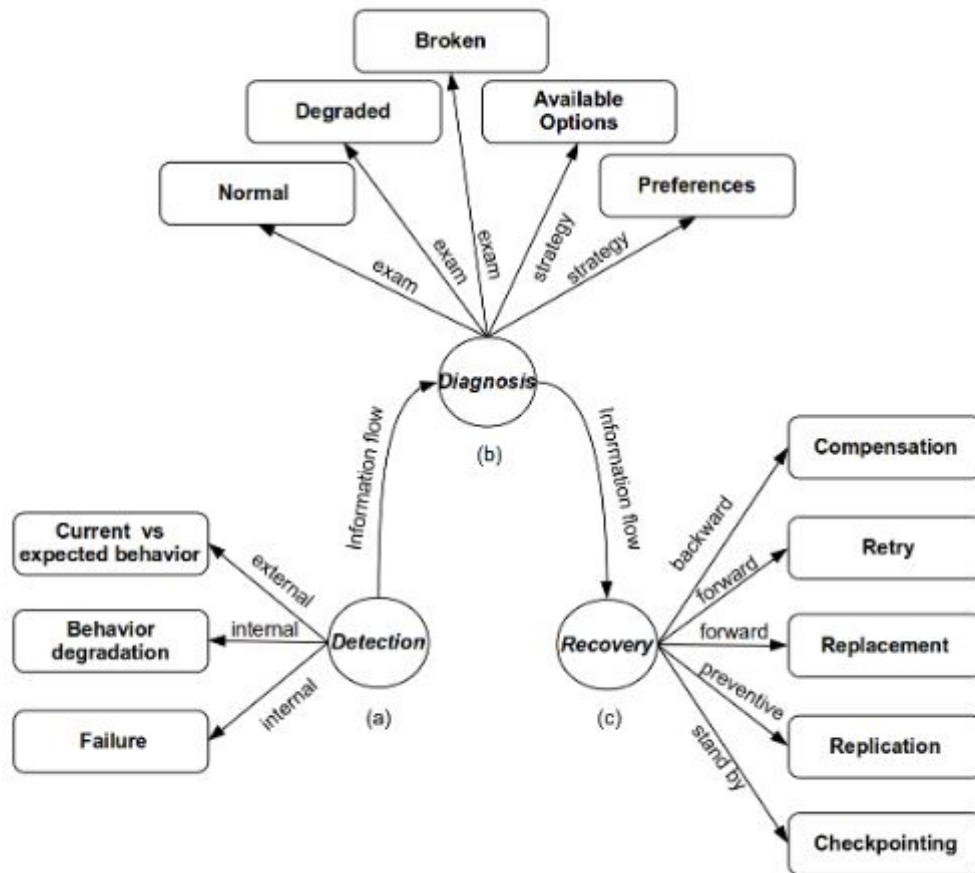 Broken
Degraded
Available
Options
Normal
Preferences
exam
exam
exam
strategy
strategy
Diagnosis
(b)
Information flow
Information flow
Current vs
expected behavior
Behavior
degradation
Failure
external
internal
internal
Detection
(a)
Recovery
(c)
backward
forward
forward
preventive
stand by
Compensation
Retry
Replacement
Replication
Checkpointing